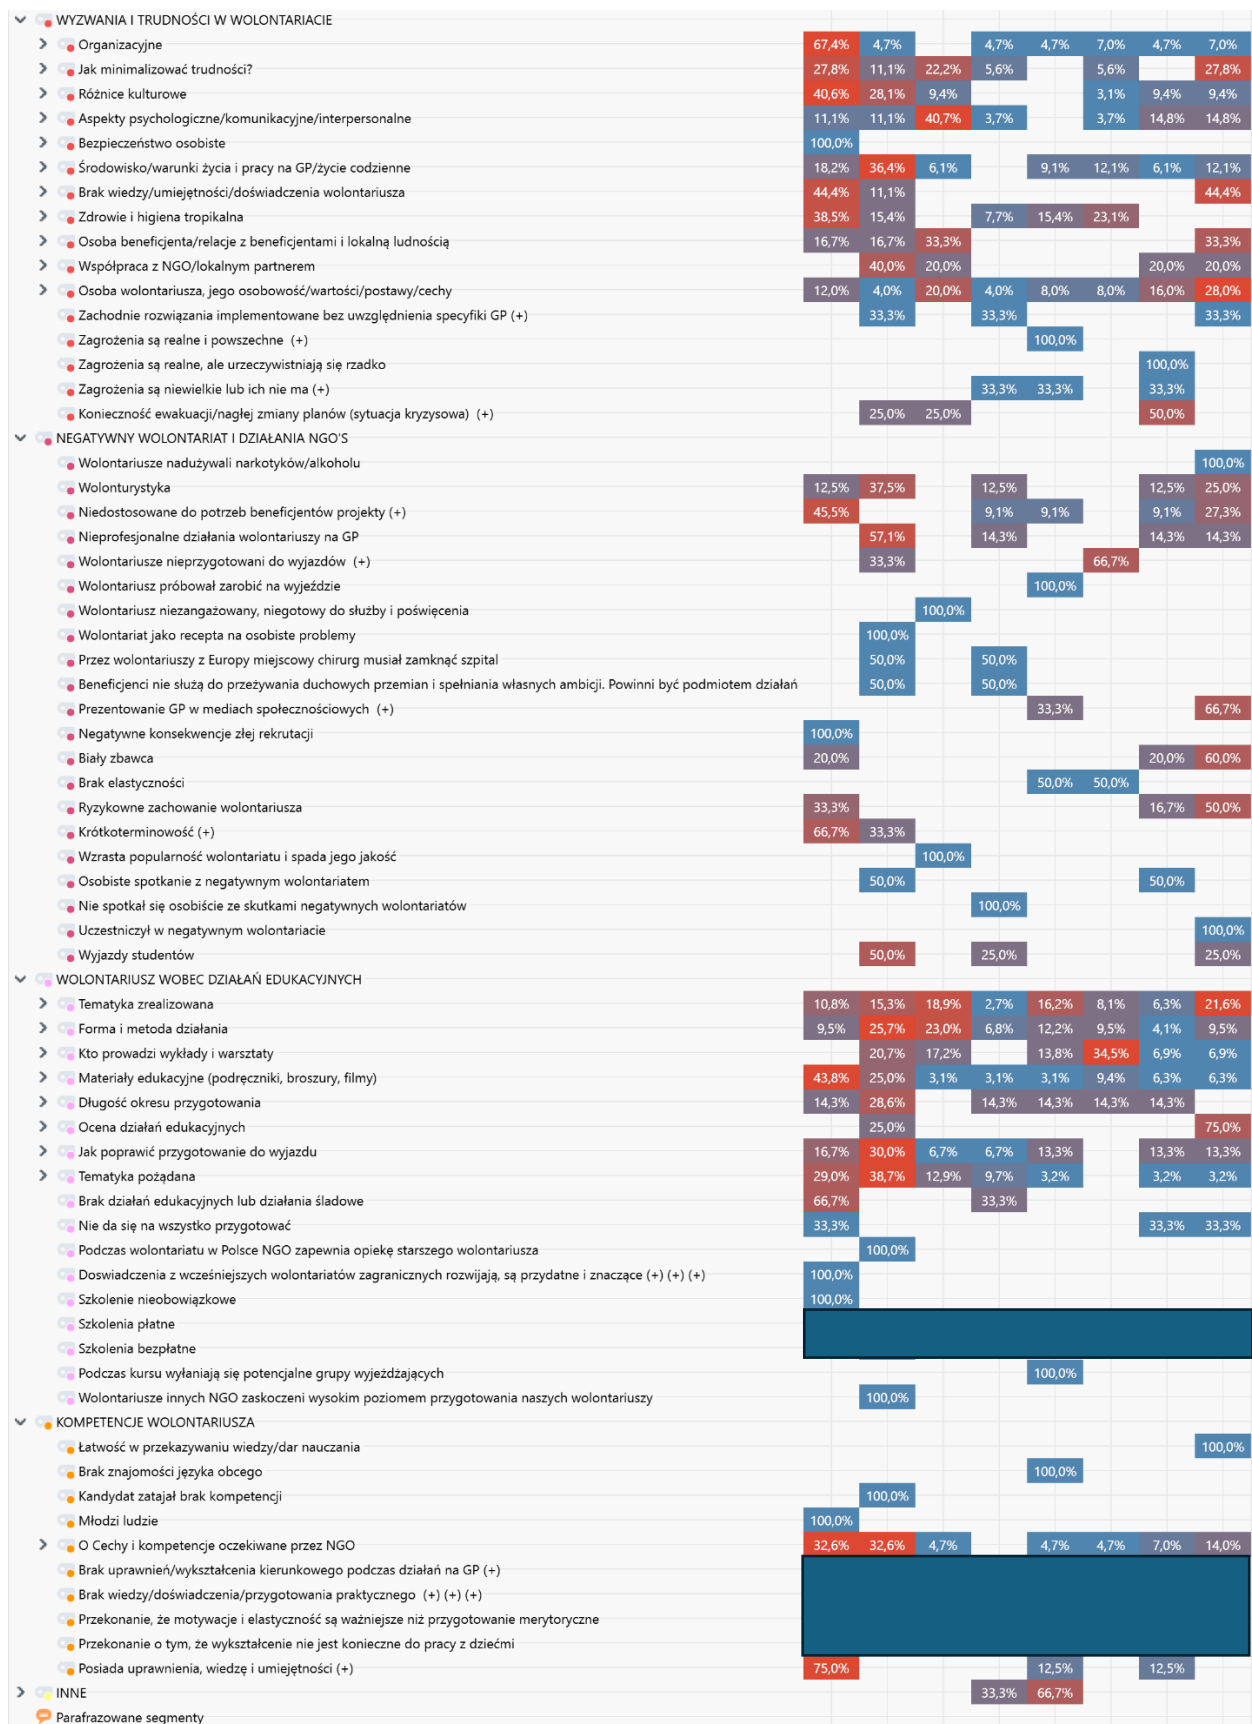 WYZWANIA I TRUDNOŚCI W WOLONTARIACIE
Organizacyjne 67,4% 4,7% 4,7% 4,7% 7,0% 4,7% 7,0%
Jak minimalizować trudności? 27,8% 11,1% 22,2% 5,6% 5,6% 27,8%
Różnice kulturowe 40,6% 28,1% 9,4% 3,1% 9,4% 9,4%
Aspekty psychologiczne/komunikacyjne/interpersonalne 11,1% 11,1% 40,7% 3,7% 3,7% 14,8% 14,8%
Bezpieczeństwo osobiste 100,0%
Środowisko/warunki życia i pracy na GP/życie codzienne 18,2% 36,4% 6,1% 9,1% 12,1% 6,1% 12,1%
Brak wiedzy/umiejętności/doświadczenia wolontariusza 44,4% 11,1% 44,4%
Zdrowie i higiena tropikalna 38,5% 15,4% 7,7% 15,4% 23,1%
Osoba beneficjenta/relacje z beneficjentami i lokalną ludnością 16,7% 16,7% 33,3% 33,3%
Współpraca z NGO/lokalnym partnerem 40,0% 20,0% 20,0% 20,0%
Osoba wolontariusza, jego osobowość/wartości/postawy/cechy 12,0% 4,0% 20,0% 4,0% 8,0% 8,0% 16,0% 28,0%
Zachodnie rozwiązania implementowane bez uwzględnienia specyfiki GP (+) 33,3% 33,3% 33,3%
Zagrożenia są realne i powszechne (+) 100,0%
Zagrożenia są realne, ale urzeczywistniają się rzadko 100,0%
Zagrożenia są niewielkie lub ich nie ma (+) 33,3% 33,3% 33,3%
Konieczność ewakuacji/nagłej zmiany planów (sytuacja kryzysowa) (+) 25,0% 25,0% 50,0%
NEGATYWNY WOLONTARIAT I DZIAŁANIA NGO'S
Wolontariusze nadużywali narkotyków/alkoholu 100,0%
Wolonturystyka 12,5% 37,5% 12,5% 12,5% 25,0%
Niedostosowane do potrzeb beneficjentów projekty (+) 45,5% 9,1% 9,1% 9,1% 27,3%
Nieprofesjonalne działania wolontariuszy na GP 57,1% 14,3% 14,3% 14,3%
Wolontariusze nieprzygotowani do wyjazdów (+) 33,3% 66,7%
Wolontariusz próbował zarobić na wyjeździe 100,0%
Wolontariusz niezangażowany, niegotowy do służby i poświęcenia 100,0%
Wolontariat jako recepta na osobiste problemy 100,0%
Przez wolontariuszy z Europy miejscowy chirurg musiał zamknąć szpital 50,0% 50,0%
Beneficjenci nie służą do przeżywania duchowych przemian i spełniania własnych ambicji. Powinni być podmiotem działań 50,0% 50,0%
Prezentowanie GP w mediach społecznościowych (+) 33,3% 66,7%
Negatywne konsekwencje złej rekrutacji 100,0%
Biały zbawca 20,0% 20,0% 60,0%
Brak elastyczności 50,0% 50,0%
Ryzykowne zachowanie wolontariusza 33,3% 16,7% 50,0%
Krótkoterminowość (+) 66,7% 33,3%
Wzrasta popularność wolontariatu i spada jego jakość 100,0%
Osobiste spotkanie z negatywnym wolontariatem 50,0% 50,0%
Nie spotkał się osobiście ze skutkami negatywnych wolontariatów 100,0%
Uczestniczył w negatywnym wolontariacie 100,0%
Wyjazdy studentów 50,0% 25,0% 25,0%
WOLONTARIUSZ WOBEC DZIAŁAŃ EDUKACYJNYCH
Tematyka zrealizowana 10,8% 15,3% 18,9% 2,7% 16,2% 8,1% 6,3% 21,6%
Forma i metoda działania 9,5% 25,7% 23,0% 6,8% 12,2% 9,5% 4,1% 9,5%
Kto prowadzi wykłady i warsztaty 20,7% 17,2% 13,8% 34,5% 6,9% 6,9%
Materiały edukacyjne (podręczniki, broszury, filmy) 43,8% 25,0% 3,1% 3,1% 3,1% 9,4% 6,3% 6,3%
Długość okresu przygotowania 14,3% 28,6% 14,3% 14,3% 14,3% 14,3%
Ocena działań edukacyjnych 25,0% 75,0%
Jak poprawić przygotowanie do wyjazdu 16,7% 30,0% 6,7% 6,7% 13,3% 13,3% 13,3%
Tematyka pożądana 29,0% 38,7% 12,9% 9,7% 3,2% 3,2% 3,2%
Brak działań edukacyjnych lub działania śladowe 66,7% 33,3%
Nie da się na wszystko przygotować 33,3% 33,3% 33,3%
Podczas wolontariatu w Polsce NGO zapewnia opiekę starszego wolontariusza 100,0%
Doswiadczenia z wcześniejszych wolontariatów zagranicznych rozwijają, są przydatne i znaczące (+) (+) (+) 100,0%
Szkolenie nieobowiązkowe 100,0%
Szkolenia płatne
Szkolenia bezpłatne
Podczas kursu wyłaniają się potencjalne grupy wyjeżdżających 100,0%
Wolontariusze innych NGO zaskoczeni wysokim poziomem przygotowania naszych wolontariuszy 100,0%
KOMPETENCJE WOLONTARIUSZA
Łatwość w przekazywaniu wiedzy/dar nauczania 100,0%
Brak znajomości języka obcego 100,0%
Kandydat zatajał brak kompetencji 100,0%
Młodzi ludzie 100,0%
O Cechy i kompetencje oczekiwane przez NGO 32,6% 32,6% 4,7% 4,7% 4,7% 7,0% 14,0%
Brak uprawnień/wykształcenia kierunkowego podczas działań na GP (+)
Brak wiedzy/doświadczenia/przygotowania praktycznego (+) (+) (+)
Przekonanie, że motywacje i elastyczność są ważniejsze niż przygotowanie merytoryczne
Przekonanie o tym, że wykształcenie nie jest konieczne do pracy z dziećmi
Posiada uprawnienia, wiedzę i umiejętności (+) 75,0% 12,5% 12,5%
INNE 33,3% 66,7%
Parafrazowane segmenty